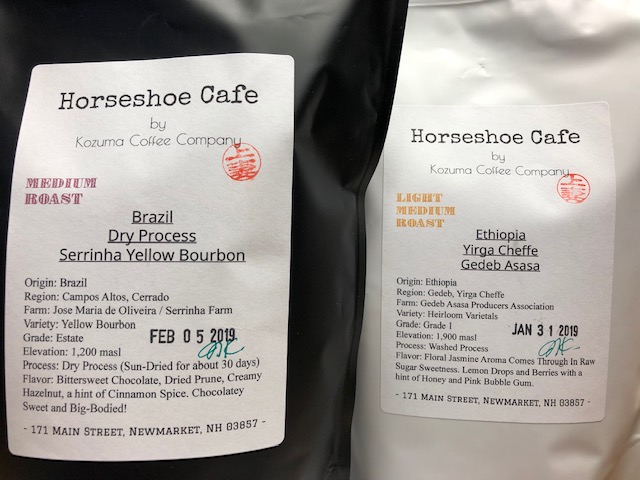 Horseshoe Cafe
by
Kozuma Coffee Company
MEDIUM
ROAST
Brazil
Dry Process
Serrinha Yellow Bourbon
Origin: Brazil
Region: Campos Altos, Cerrado
Farm: Jose Maria de Oliveira / Serrinha Farm
Variety: Yellow Bourbon
Grade: Estate
FEB 05 2019
Elevation: 1,200 masl
Process: Dry Process (Sun-Dried for about 30 days)
Flavor: Bittersweet Chocolate, Dried Prune, Creamy
Hazelnut, a hint of Cinnamon Spice. Chocolatey
Sweet and Big-Bodied!
- 171 Main Street, Newmarket, NH 03857 -
Horseshoe Cafe
by
Kozuma Coffee Company
LIGHT
MEDIUM
ROAST
Ethiopia
Yirga Cheffe
Gedeb Asasa
Origin: Ethiopia
Region: Gedeb, Yirga Cheffe
Farm: Gedeb Asasa Producers Association
Variety: Heirloom Varietals
Grade: Grade 1
JAN 31 2019
Elevation: 1,900 masl
Process: Washed Process
Flavor: Floral Jasmine Aroma Comes Through In Raw
Sugar Sweetness. Lemon Drops and Berries with a
hint of Honey and Pink Bubble Gum.
- 171 Main Street, Newmarket, NH 03857 -